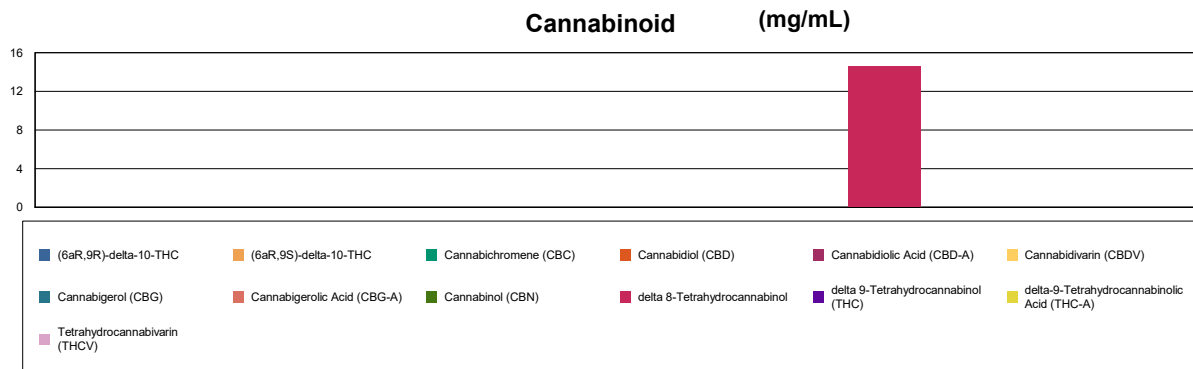 Cannabinoid (mg/mL)
16
12
8
4
0
(6aR,9R)-delta-10-THC
(6aR,9S)-delta-10-THC
Cannabichromene (CBC)
Cannabidiol (CBD)
Cannabidiolic Acid (CBD-A)
Cannabidivarin (CBDV)
Cannabigerol (CBG)
Cannabigerolic Acid (CBG-A)
Cannabinol (CBN)
delta 8-Tetrahydrocannabinol
delta 9-Tetrahydrocannabinol
(THC)
delta-9-Tetrahydrocannabinolic
Acid (THC-A)
Tetrahydrocannabivarin
(THCV)